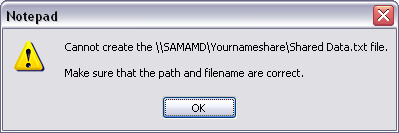 Notepad
Cannot create the \\SAMAMD\Yournameshare\Shared Data.txt file.
Make sure that the path and filename are correct.
OK